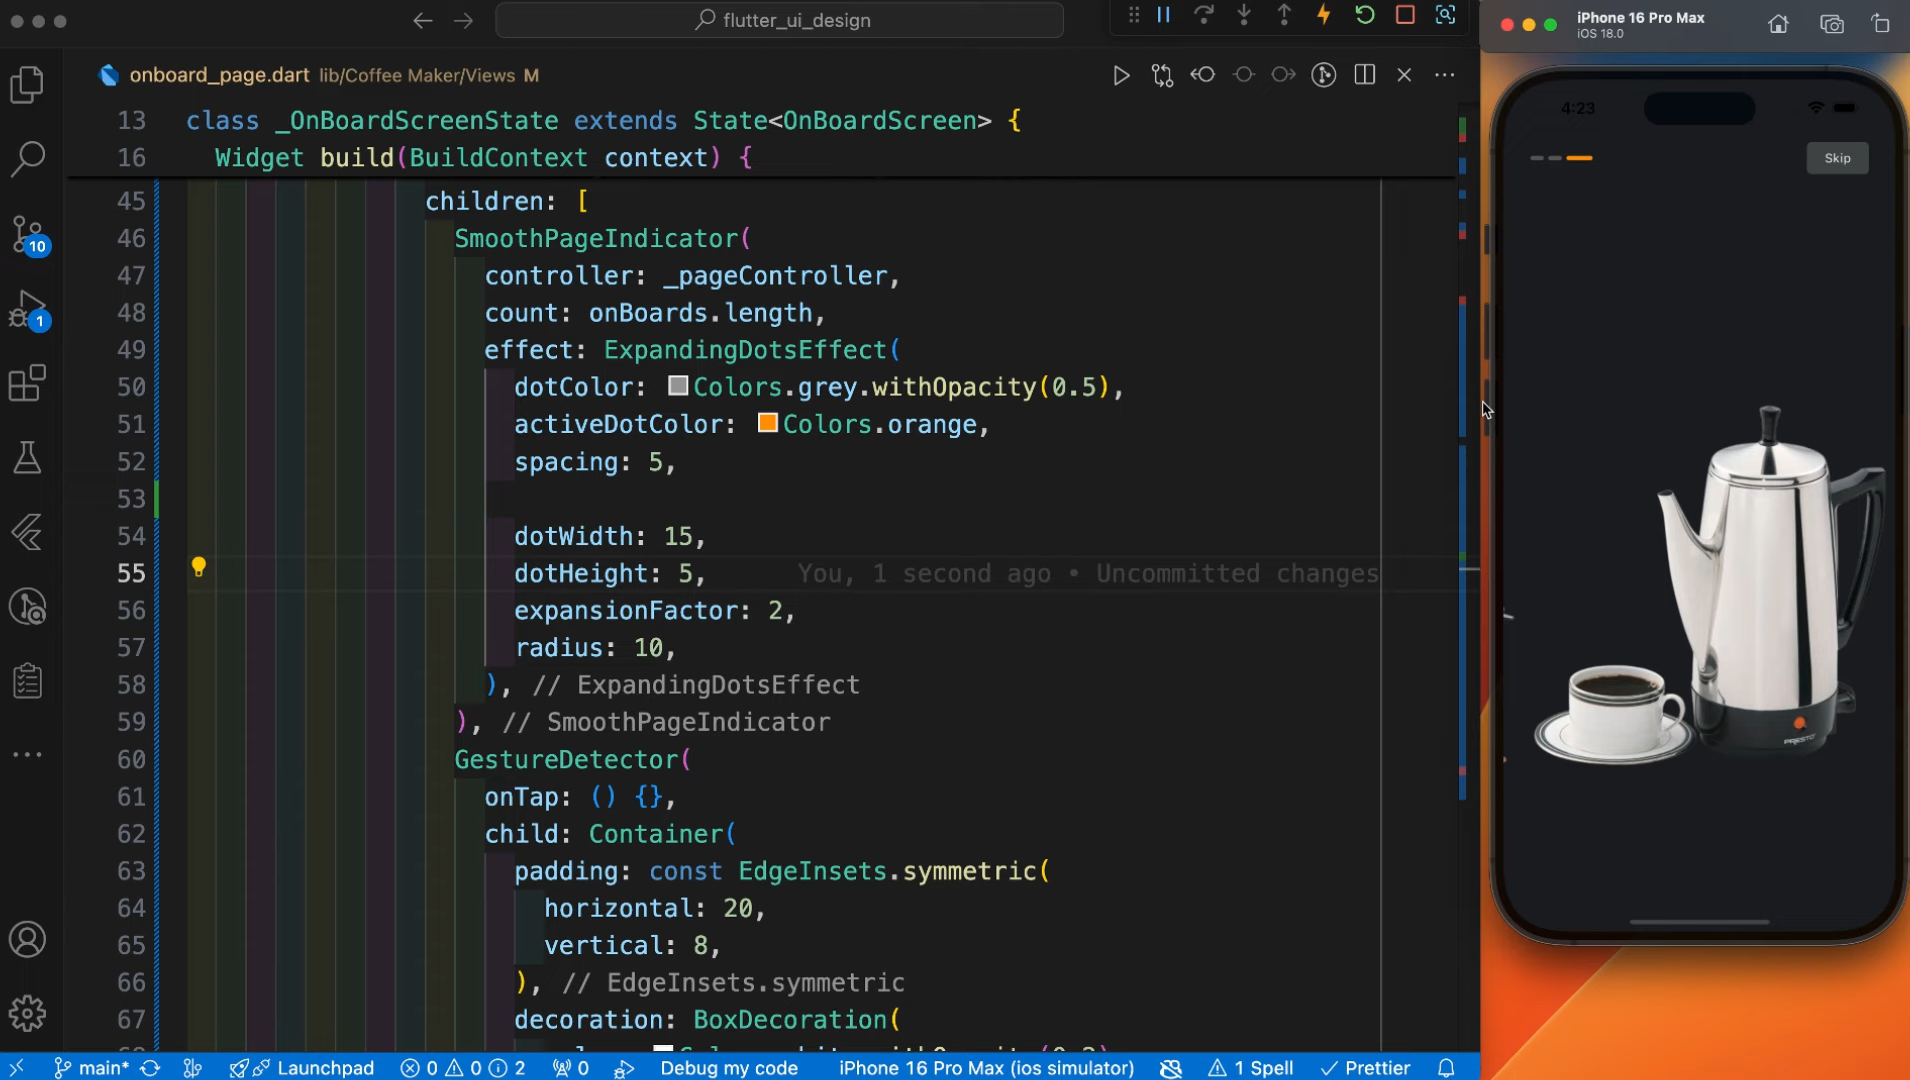 flutter_ui_design
iPhone 16 Pro Max
iOS 18.0
onboard_page.dart lib/Coffee Maker/Views M
13 class _OnBoardScreenState extends State<OnBoardScreen> {
16 Widget build(BuildContext context) {
45 children: [
46 SmoothPageIndicator(
47 controller: _pageController,
48 count: onBoards.length,
49 effect: ExpandingDotsEffect(
50 dotColor: Colors.grey.withOpacity(0.5),
51 activeDotColor: Colors.orange,
52 spacing: 5,
53
54 dotWidth: 15,
55 dotHeight: 5, You, 1 second ago • Uncommitted changes
56 expansionFactor: 2,
57 radius: 10,
58 ), // ExpandingDotsEffect
59 ), // SmoothPageIndicator
60 GestureDetector(
61 onTap: () {},
62 child: Container(
63 padding: const EdgeInsets.symmetric(
64 horizontal: 20,
65 vertical: 8,
66 ), // EdgeInsets.symmetric
67 decoration: BoxDecoration(
10
1
4:23
Skip
PRESTO
main* Launchpad 0 0 2 0 Debug my code iPhone 16 Pro Max (ios simulator) 1 Spell Prettier